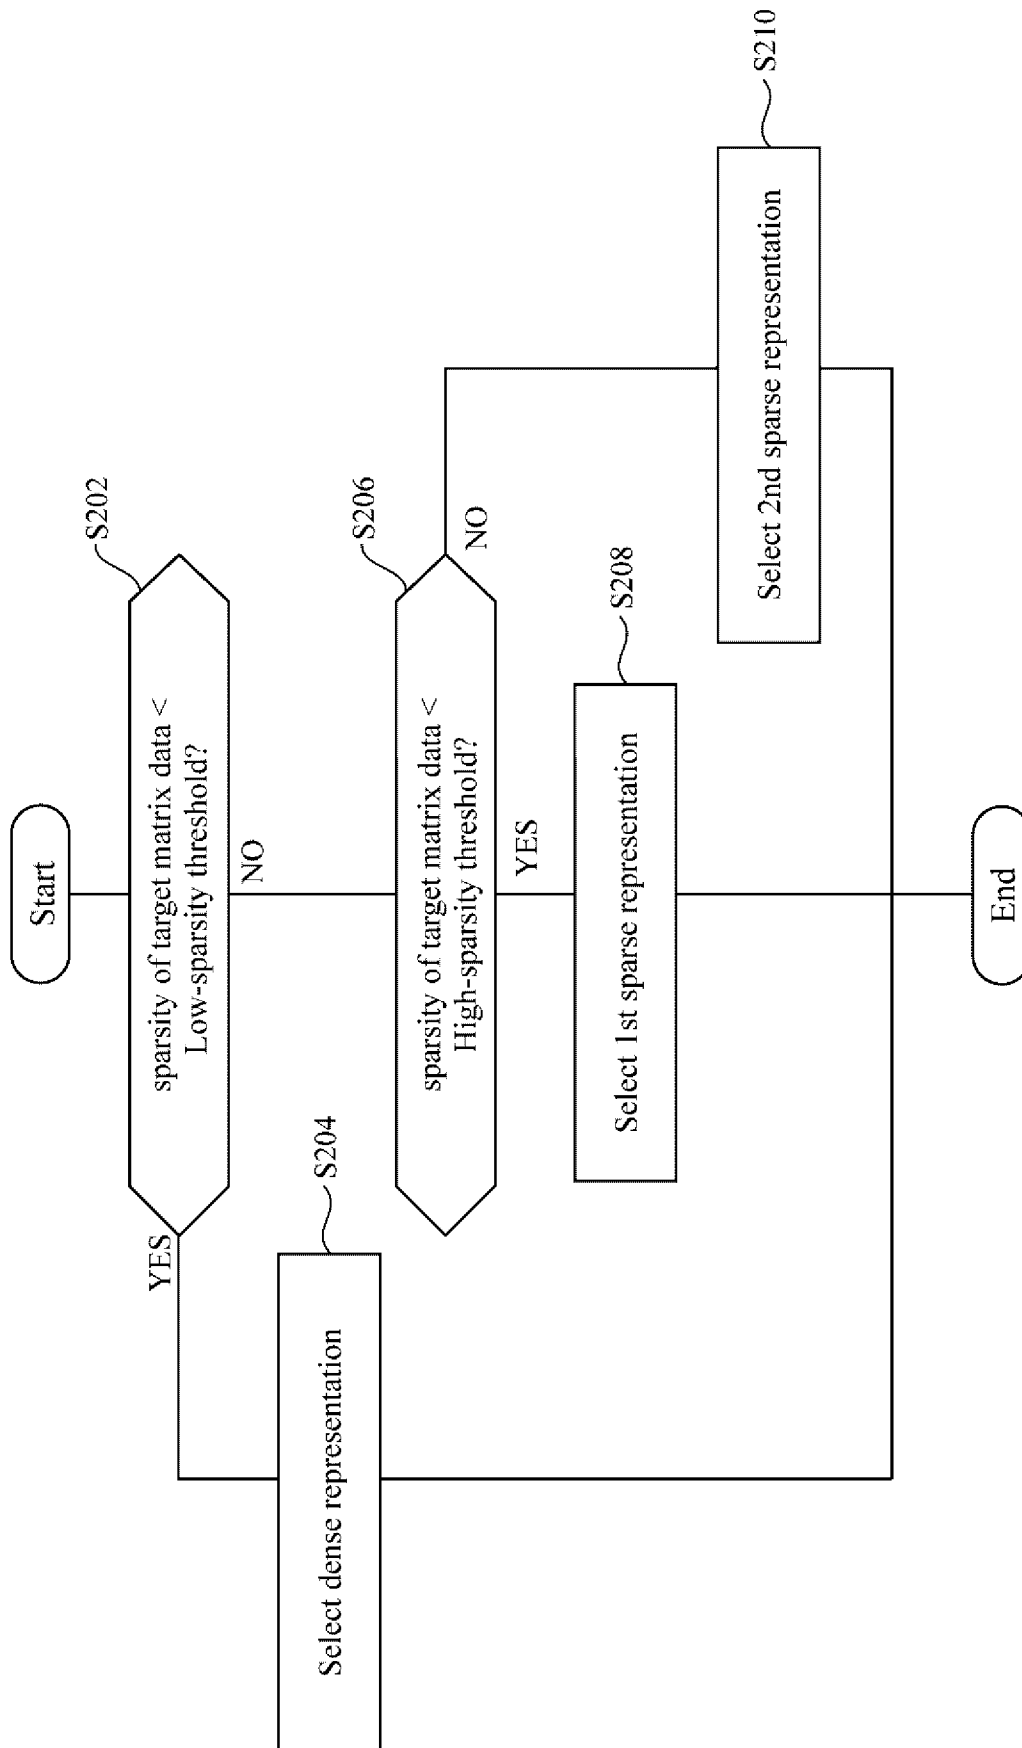 Start
S202
sparsity of target matrix data <
Low-sparsity threshold?
YES
NO
S204
Select dense representation
S206
sparsity of target matrix data <
High-sparsity threshold?
NO
YES
S208
Select 1st sparse representation
S210
Select 2nd sparse representation
End